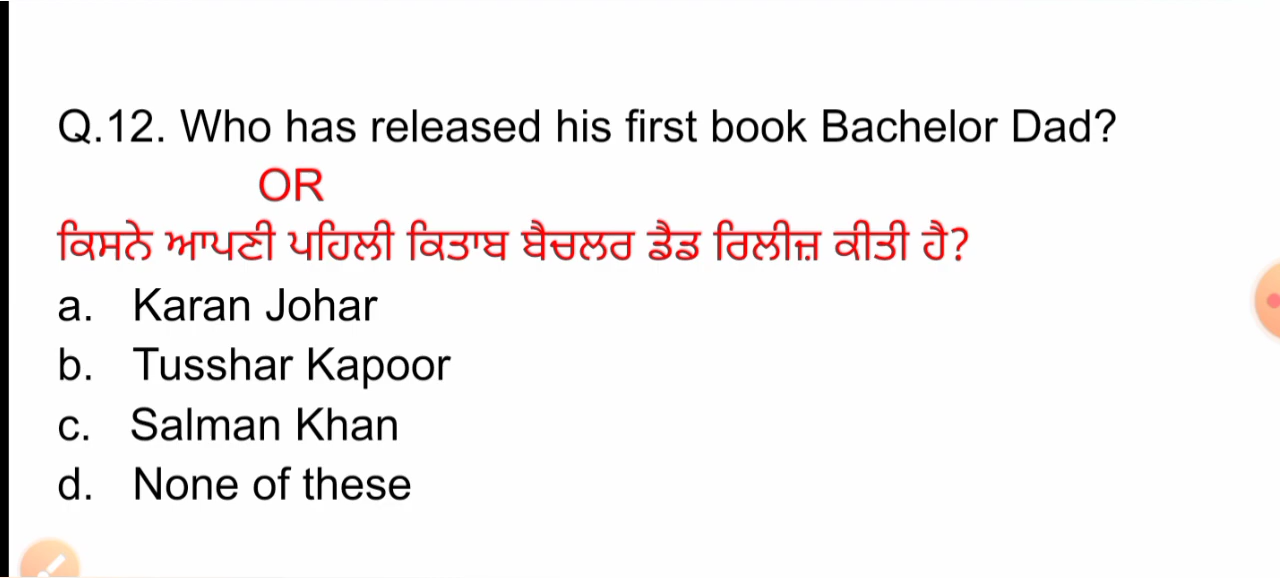 Q.12. Who has released his first book Bachelor Dad?
OR
ਕਿਸਨੇ ਆਪਣੀ ਪਹਿਲੀ ਕਿਤਾਬ ਬੈਚਲਰ ਡੈਡ ਰਿਲੀਜ਼ ਕੀਤੀ ਹੈ?
a. Karan Johar
b. Tusshar Kapoor
c. Salman Khan
d. None of these